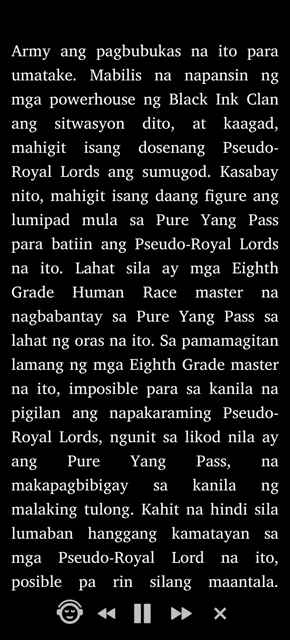 Army ang pagbubukas na ito para
umatake. Mabilis na napansin ng
mga powerhouse ng Black Ink Clan
ang sitwasyon dito, at kaagad,
mahigit isang dosenang Pseudo-
Royal Lords ang sumugod. Kasabay
nito, mahigit isang daang figure ang
lumipad mula sa Pure Yang Pass
para batiin ang Pseudo-Royal Lords
na ito. Lahat sila ay mga Eighth
Grade Human Race master na
nagbabantay sa Pure Yang Pass sa
lahat ng oras na ito. Sa pamamagitan
lamang ng mga Eighth Grade master
na ito, imposible para sa kanila na
pigilan ang napakaraming Pseudo-
Royal Lords, ngunit sa likod nila ay
ang Pure Yang Pass, na
makapagbibigay sa kanila ng
malaking tulong. Kahit na hindi sila
lumaban hanggang kamatayan sa
mga Pseudo-Royal Lord na ito,
posible pa rin silang maantala.